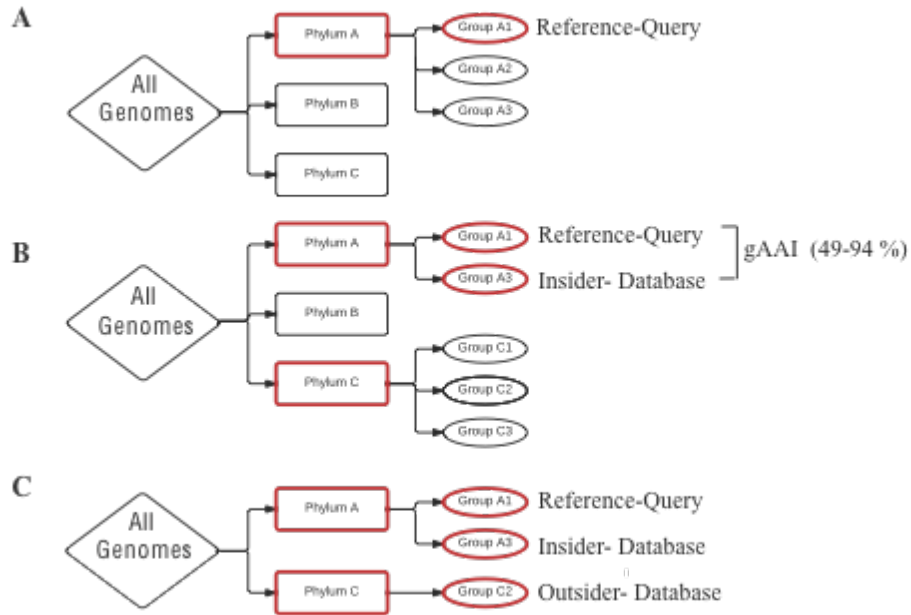 A
All
Genomes
Phylum A
Phylum B
Phylum C
Group A1
Group A2
Group A3
Reference-Query
B
All
Genomes
Phylum A
Phylum B
Phylum C
Group A1
Reference-Query
Group A3
Insider- Database
gAAI (49-94 %)
Group C1
Group C2
Group C3
C
All
Genomes
Phylum A
Phylum C
Group A1
Reference-Query
Group A3
Insider- Database
Group C2
Outsider- Database